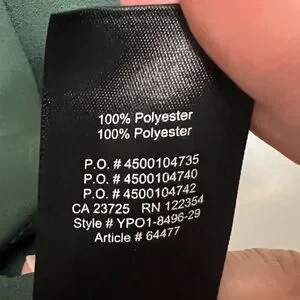 100% Polyester
100% Polyester
P.O. # 4500104735
P.O. # 4500104740
P.O. # 4500104742
CA 23725 RN 122354
Style # YPO1-8496-29
Article # 64477